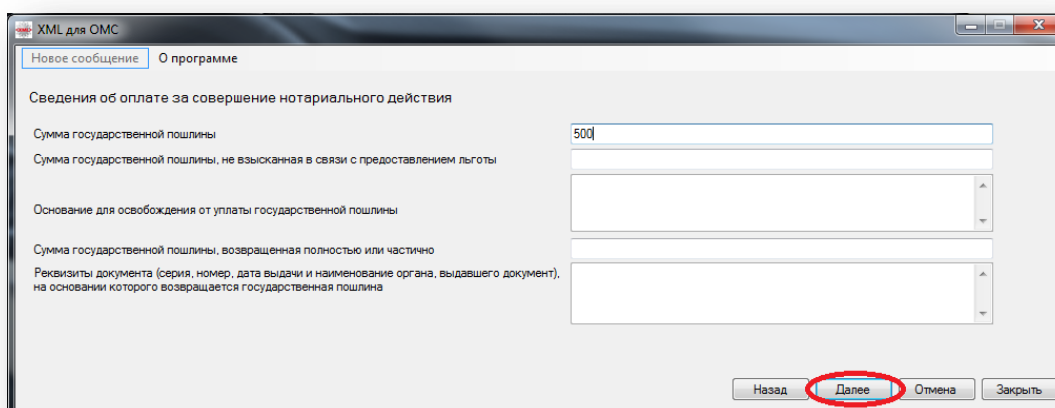 XML для ОМС
Новое сообщение О программе
Сведения об оплате за совершение нотариального действия
Сумма государственной пошлины 500
Сумма государственной пошлины, не взысканная в связи с предоставлением льготы
Основание для освобождения от уплаты государственной пошлины
Сумма государственной пошлины, возвращенная полностью или частично
Реквизиты документа (серия, номер, дата выдачи и наименование органа, выдавшего документ),
на основании которого возвращается государственная пошлина
Назад Далее Отмена Закрыть